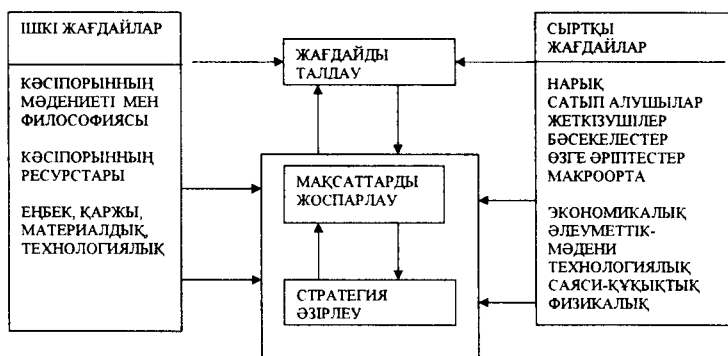 ІШКІ ЖАҒДАЙЛАР
КӘСІПОРЫННЫҢ
МӘДЕНИЕТІ МЕН
ФИЛОСОФИЯСЫ
КӘСІПОРЫННЫҢ
РЕСУРСТАРЫ
ЕҢБЕК, ҚАРЖЫ,
МАТЕРИАЛДЫҚ,
ТЕХНОЛОГИЯЛЫҚ
ЖАҒДАЙДЫ
ТАЛДАУ
МАҚСАТТАРДЫ
ЖОСПАРЛАУ
СТРАТЕГИЯ
ӘЗІРЛЕУ
СЫРТҚЫ
ЖАҒДАЙЛАР
НАРЫҚ
САТЫП АЛУШЫЛАР
ЖЕТКІЗУШІЛЕР
БӘСЕКЕЛЕСТЕР
ӨЗГЕ ӘРІПТЕСТЕР
МАКРООРТА
ЭКОНОМИКАЛЫҚ
ӘЛЕУМЕТТІК-
МӘДЕНИ
ТЕХНОЛОГИЯЛЫҚ
САЯСИ-ҚҰҚЫҚТЫҚ
ФИЗИКАЛЫҚ